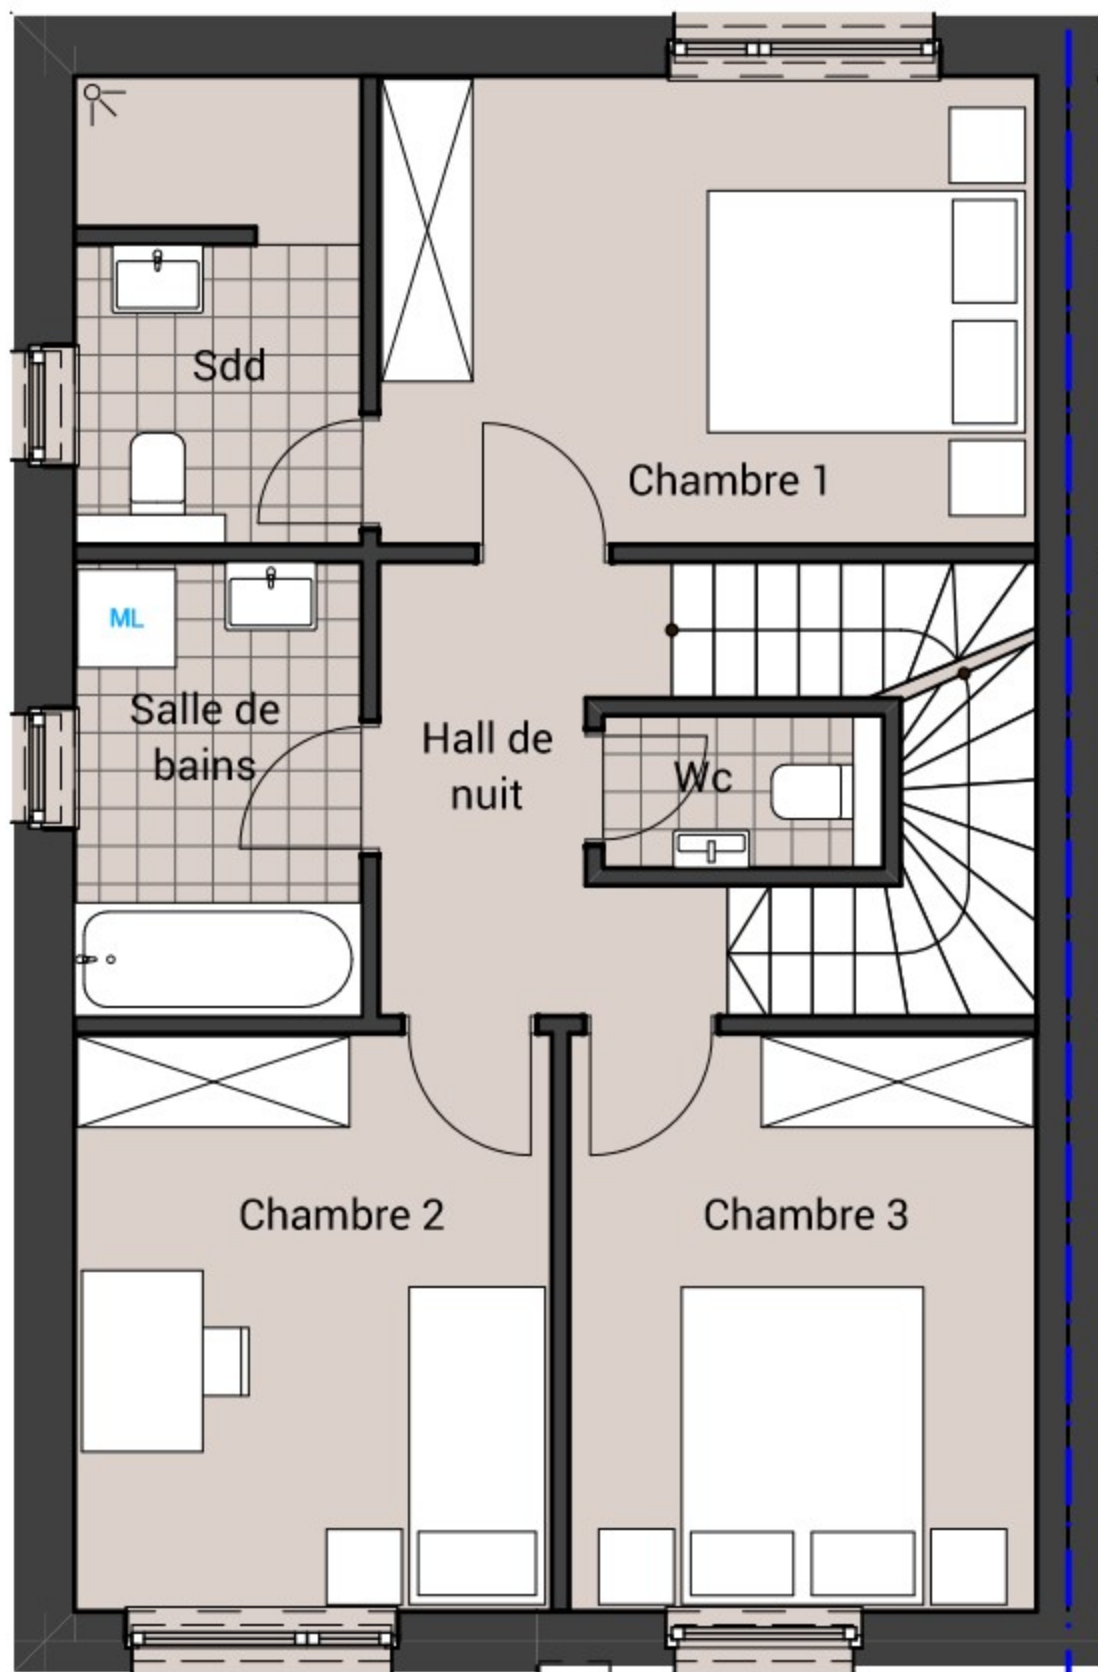 Sdd
Chambre 1
ML
Salle de
bains
Hall de
nuit
Wc
Chambre 2
Chambre 3